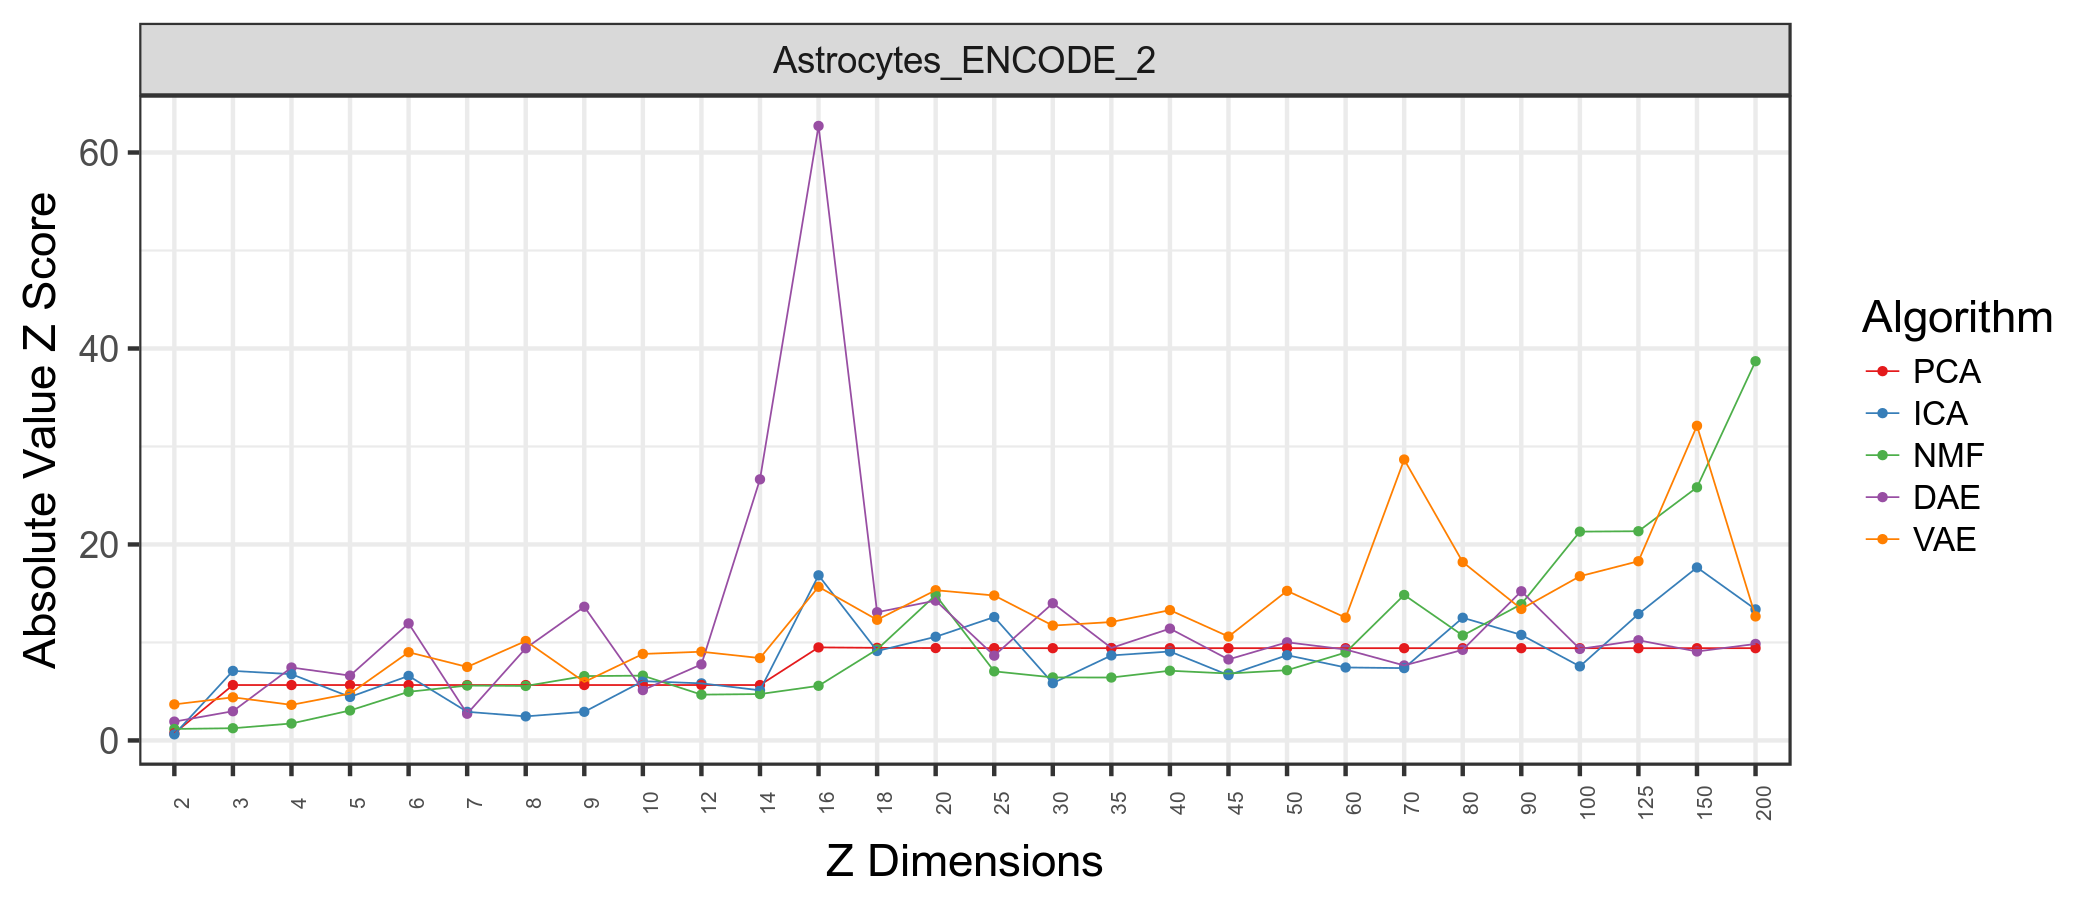 Astrocytes_ENCODE_2
Absolute Value Z Score
60
40
20
0
2 3 4 5 6 7 8 9 10 12 14 16 18 20 25 30 35 40 45 50 60 70 80 90 100 125 150 200
Z Dimensions
Algorithm
PCA
ICA
NMF
DAE
VAE